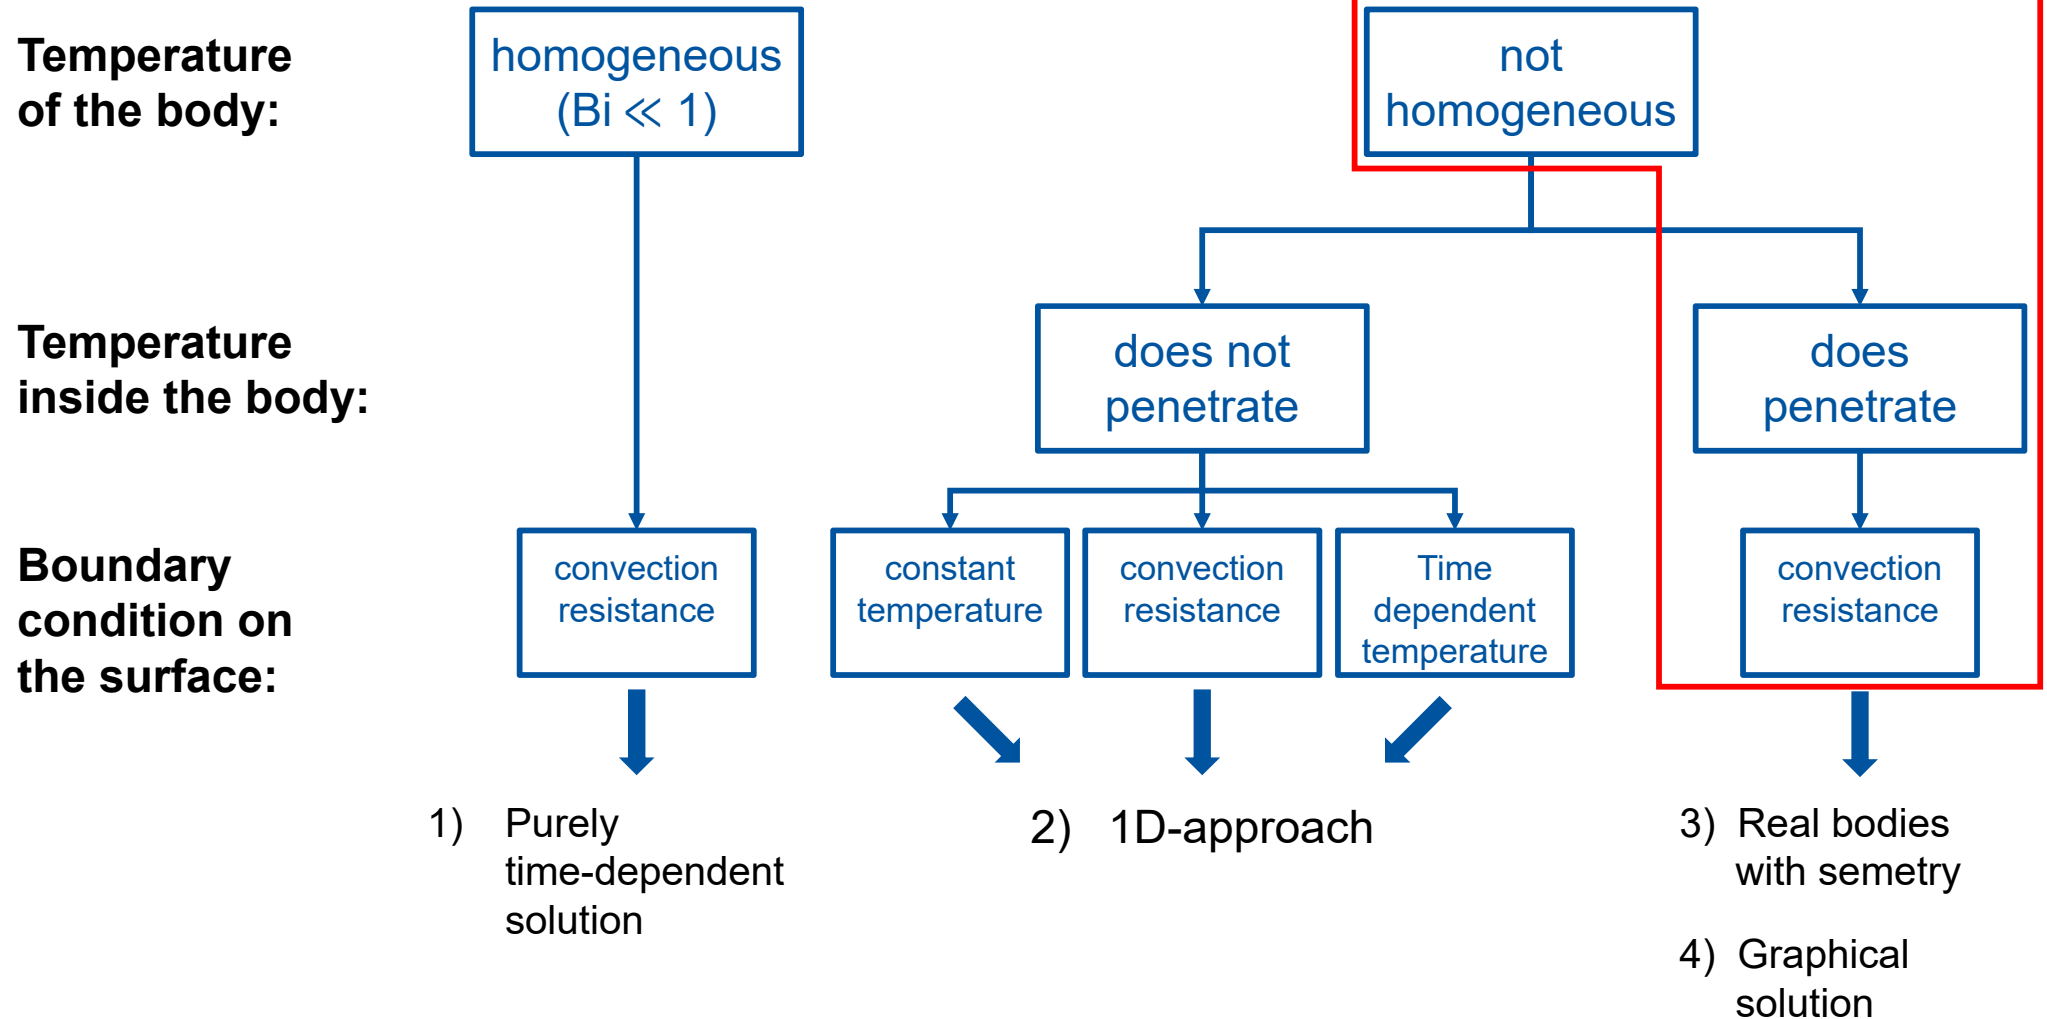 Temperature
of the body:
homogeneous
(Bi ≪ 1)
not
homogeneous
Temperature
inside the body:
does not
penetrate
does
penetrate
Boundary
condition on
the surface:
convection
resistance
constant
temperature
convection
resistance
Time
dependent
temperature
convection
resistance
1) Purely
time-dependent
solution
2) 1D-approach
3) Real bodies
with semetry
4) Graphical
solution